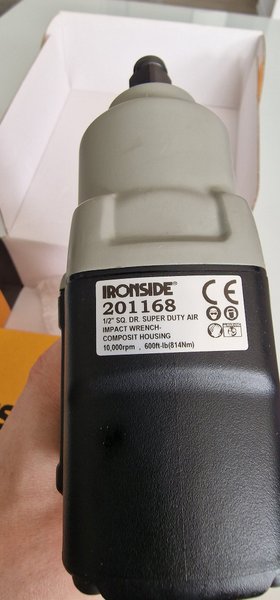 IRONSIDE®
201168
1/2" SQ. DR. SUPER DUTY AIR
IMPACT WRENCH-
COMPOSIT HOUSING
10,000rpm , 600ft-lb(814Nm)
CE